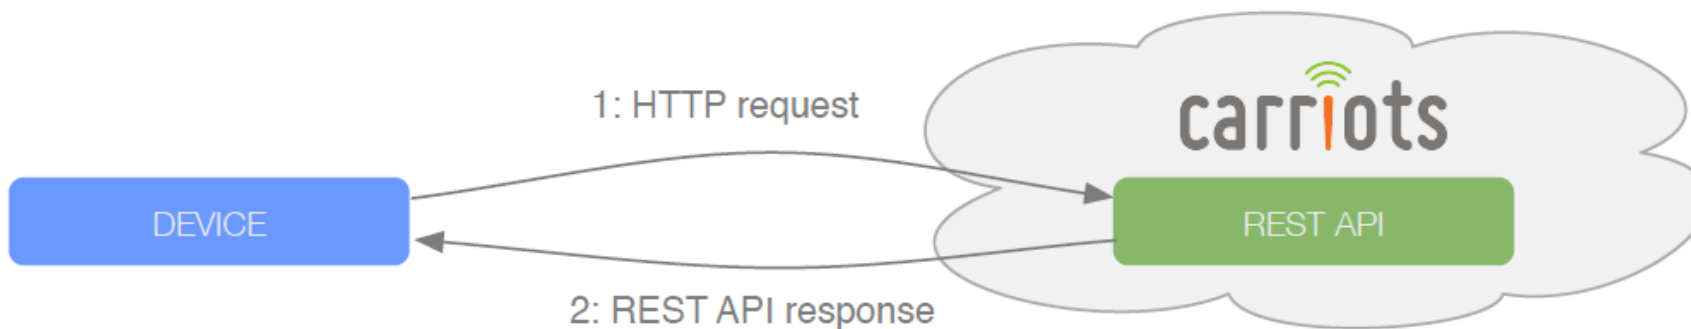 1: HTTP request
carriots
DEVICE
REST API
2: REST API response